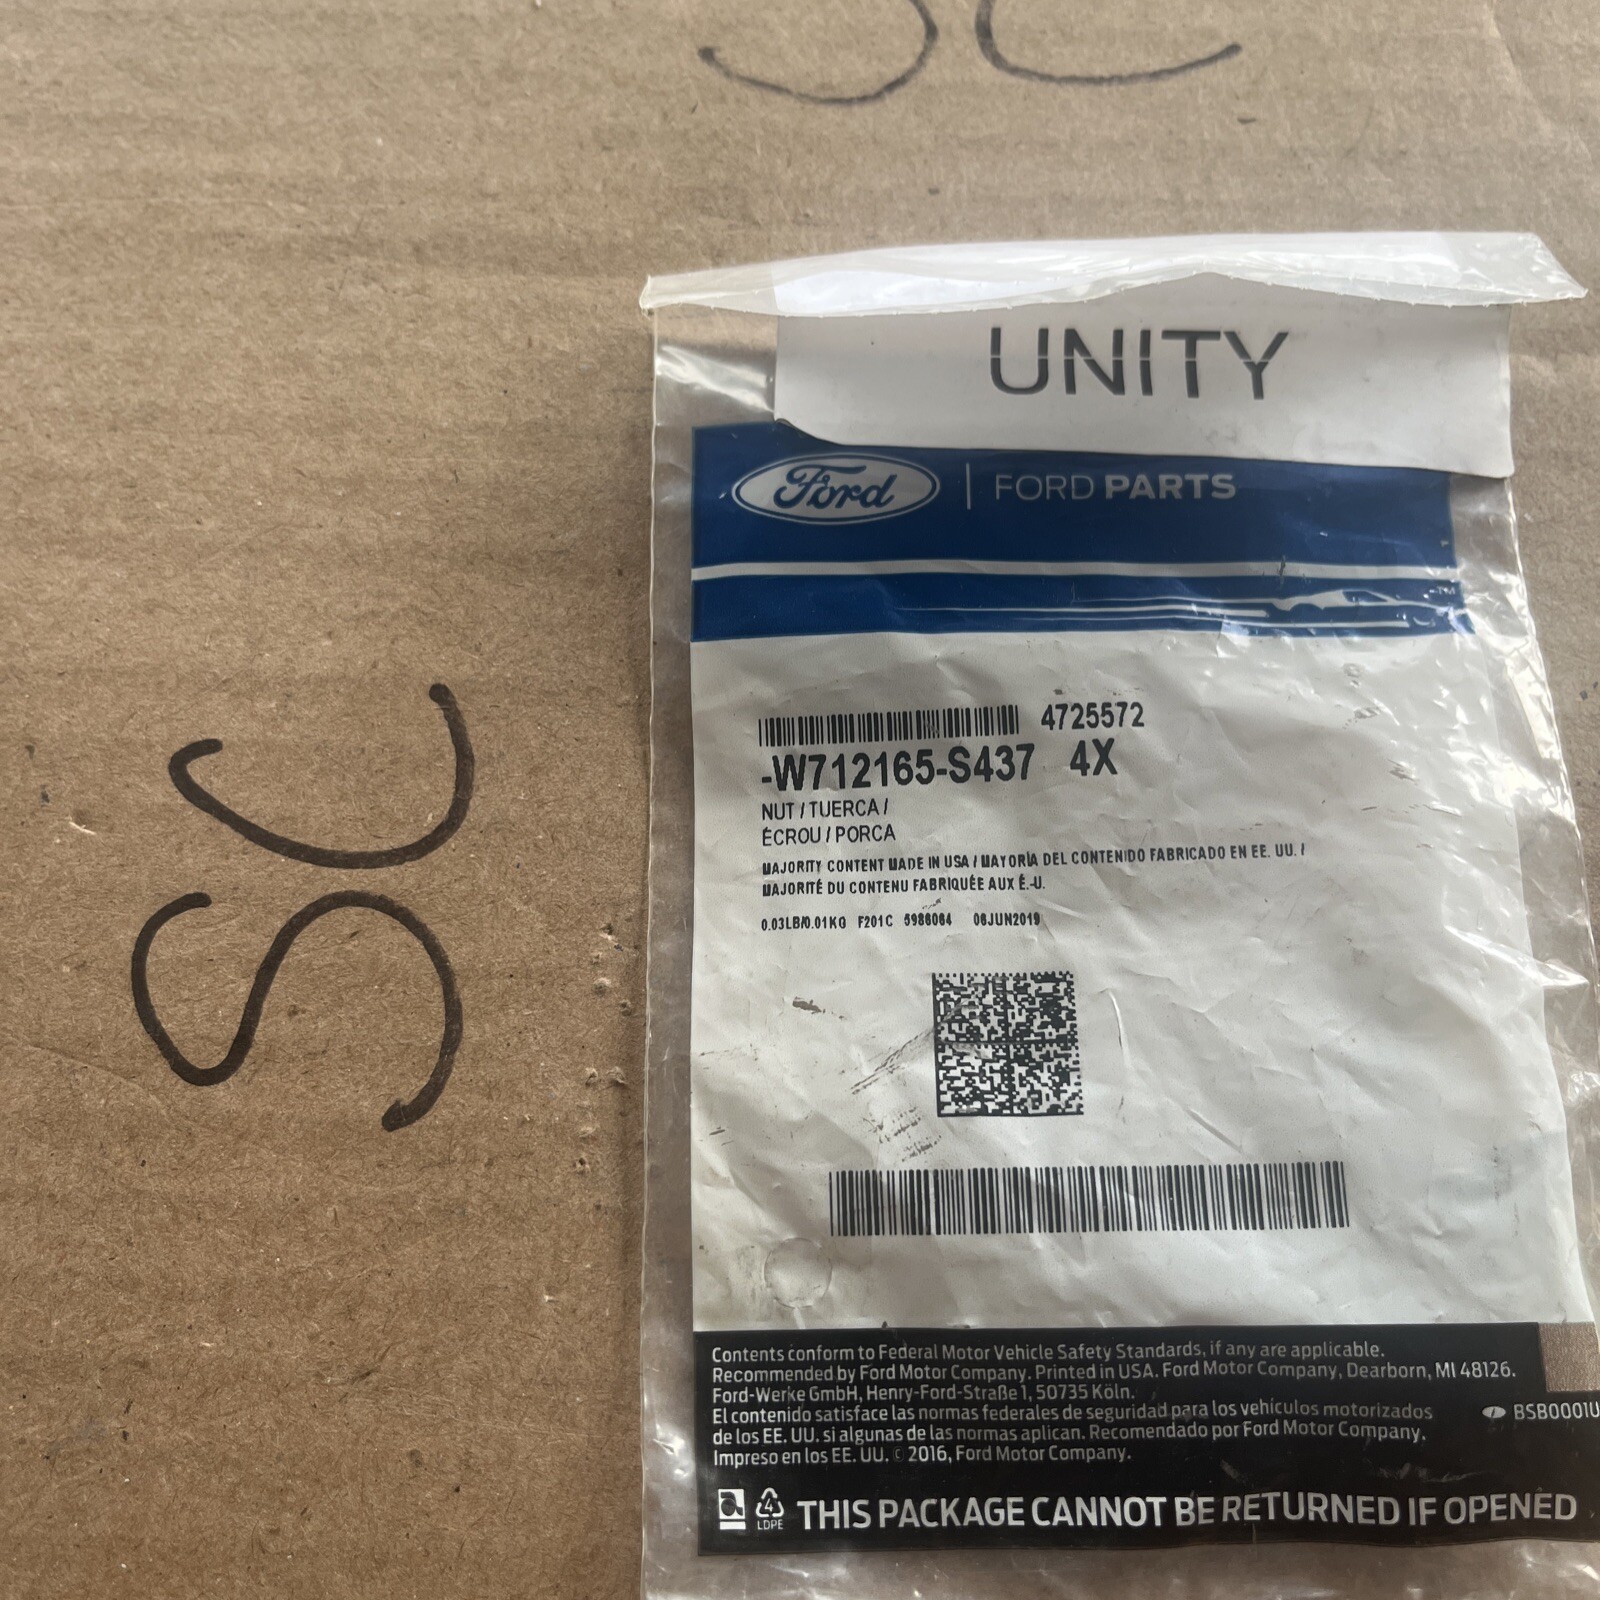 SC
UNITY
Ford | FORD PARTS
4725572
-W712165-S437 4X
NUT / TUERCA /
ÉCROU / PORCA
MAJORITY CONTENT MADE IN USA / MAYORÍA DEL CONTENIDO FABRICADO EN EE. UU. /
MAJORITÉ DU CONTENU FABRIQUÉE AUX É.-U.
0.03LB/0.01KG F201C 5986064 06JUN2019
Contents conform to Federal Motor Vehicle Safety Standards, if any are applicable.
Recommended by Ford Motor Company. Printed in USA. Ford Motor Company, Dearborn, MI 48126.
Ford-Werke GmbH, Henry-Ford-Straße 1, 50735 Köln.
El contenido satisface las normas federales de seguridad para los vehículos motorizados
de los EE. UU. si algunas de las normas aplican. Recomendado por Ford Motor Company.
Impreso en los EE. UU. © 2016, Ford Motor Company.
BSB0001U
LDPE
THIS PACKAGE CANNOT BE RETURNED IF OPENED